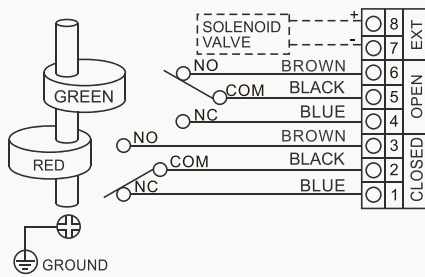 SOLENOID
VALVE
+
-
8
7
EXT
NO
BROWN
6
GREEN
COM
BLACK
5
OPEN
NC
BLUE
4
NO
BROWN
3
RED
COM
BLACK
2
CLOSED
NC
BLUE
1
GROUND